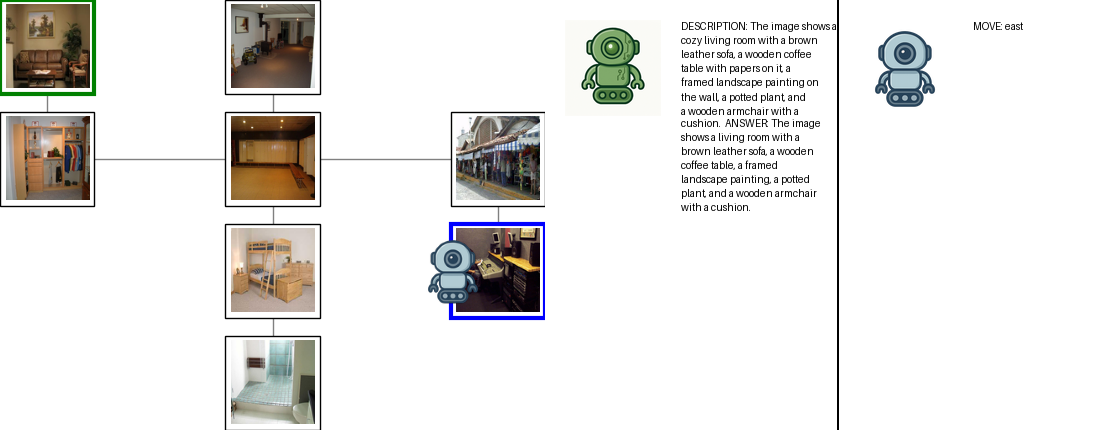 DESCRIPTION: The image shows a
cozy living room with a brown
leather sofa, a wooden coffee
table with papers on it, a
framed landscape painting on
the wall, a potted plant, and
a wooden armchair with a
cushion.  ANSWER: The image
shows a living room with a
brown leather sofa, a wooden
coffee table, a framed
landscape painting, a potted
plant, and a wooden armchair
with a cushion.
MOVE: east